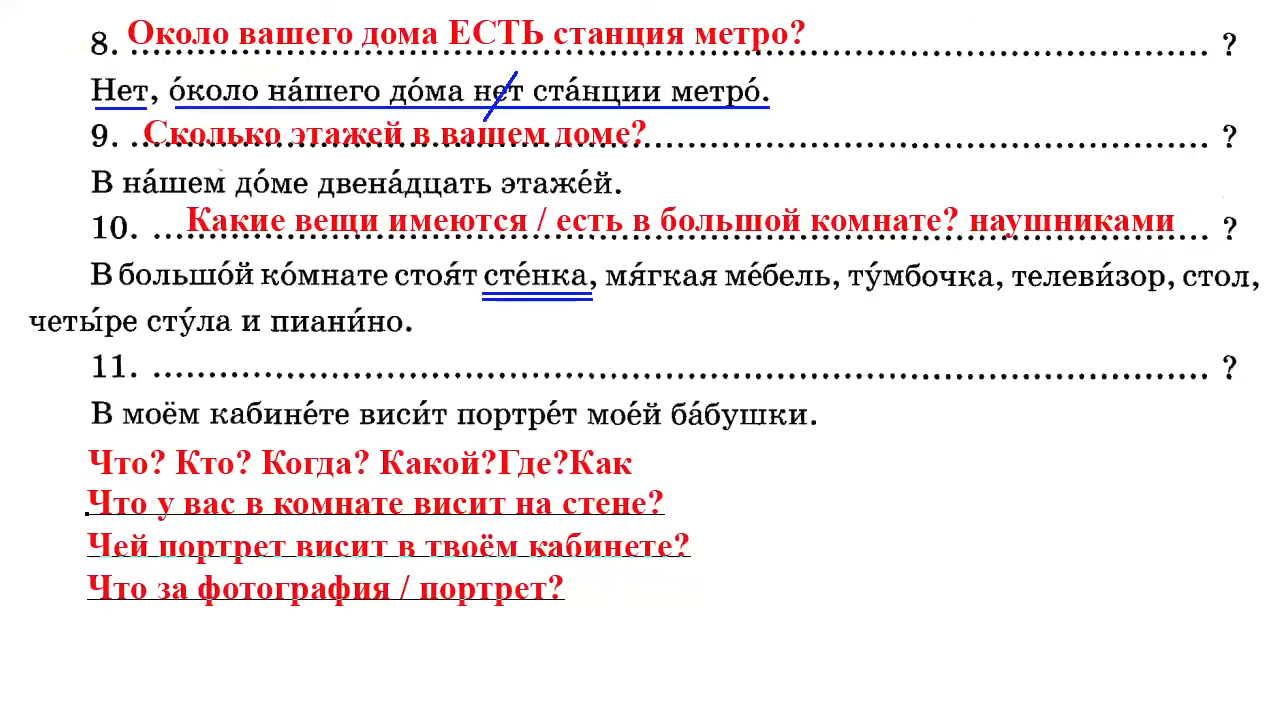 8. Около вашего дома ЕСТЬ станция метро? ?
Нет, о́коло на́шего до́ма нет ста́нции метро́.
9. Сколько этажей в вашем доме? ?
В на́шем до́ме двена́дцать этаже́й.
10. Какие вещи имеются / есть в большой комнате? наушниками ?
В большо́й ко́мнате стоя́т сте́нка, мя́гкая ме́бель, ту́мбочка, телеви́зор, стол,
четы́ре сту́ла и пиани́но.
11. ........................................ ?
В моём кабине́те виси́т портре́т мое́й ба́бушки.
Что? Кто? Когда? Какой?Где?Как
Что у вас в комнате висит на стене?
Чей портрет висит в твоём кабинете?
Что за фотография / портрет?